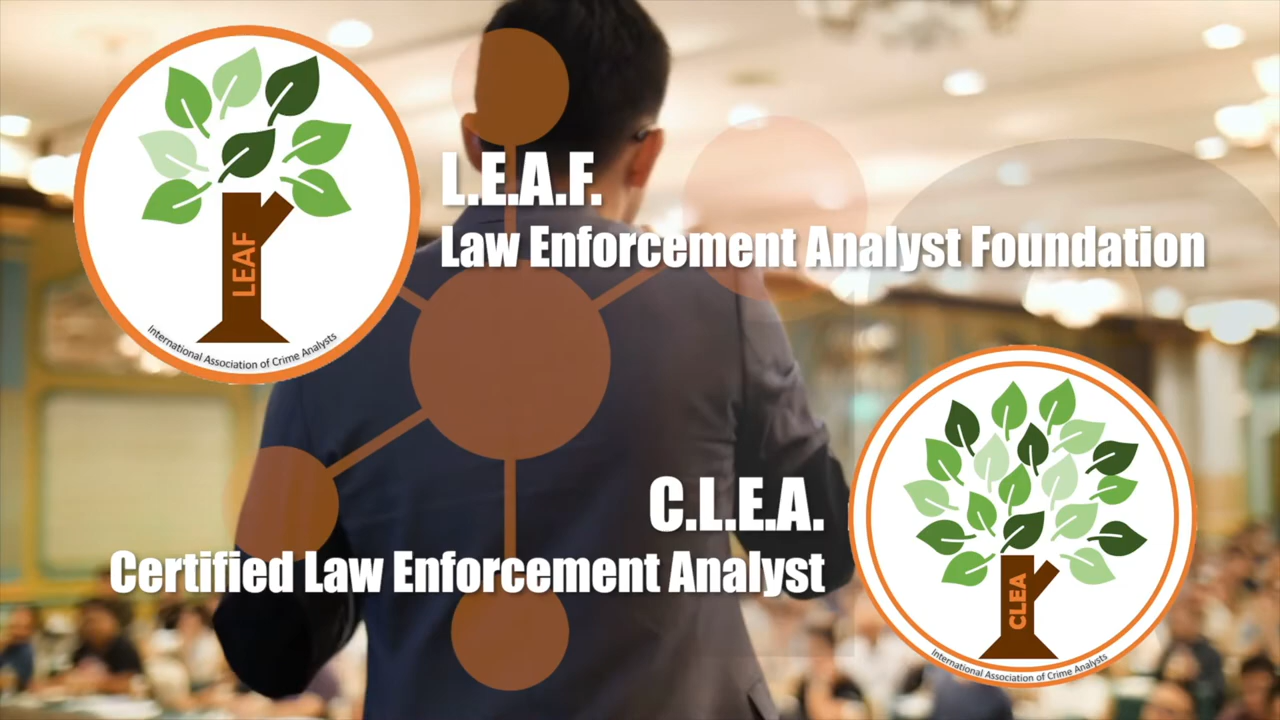 LEAF
International Association of Crime Analysts
L.E.A.F.
Law Enforcement Analyst Foundation
C.L.E.A.
Certified Law Enforcement Analyst
CLEA
International Association of Crime Analysts